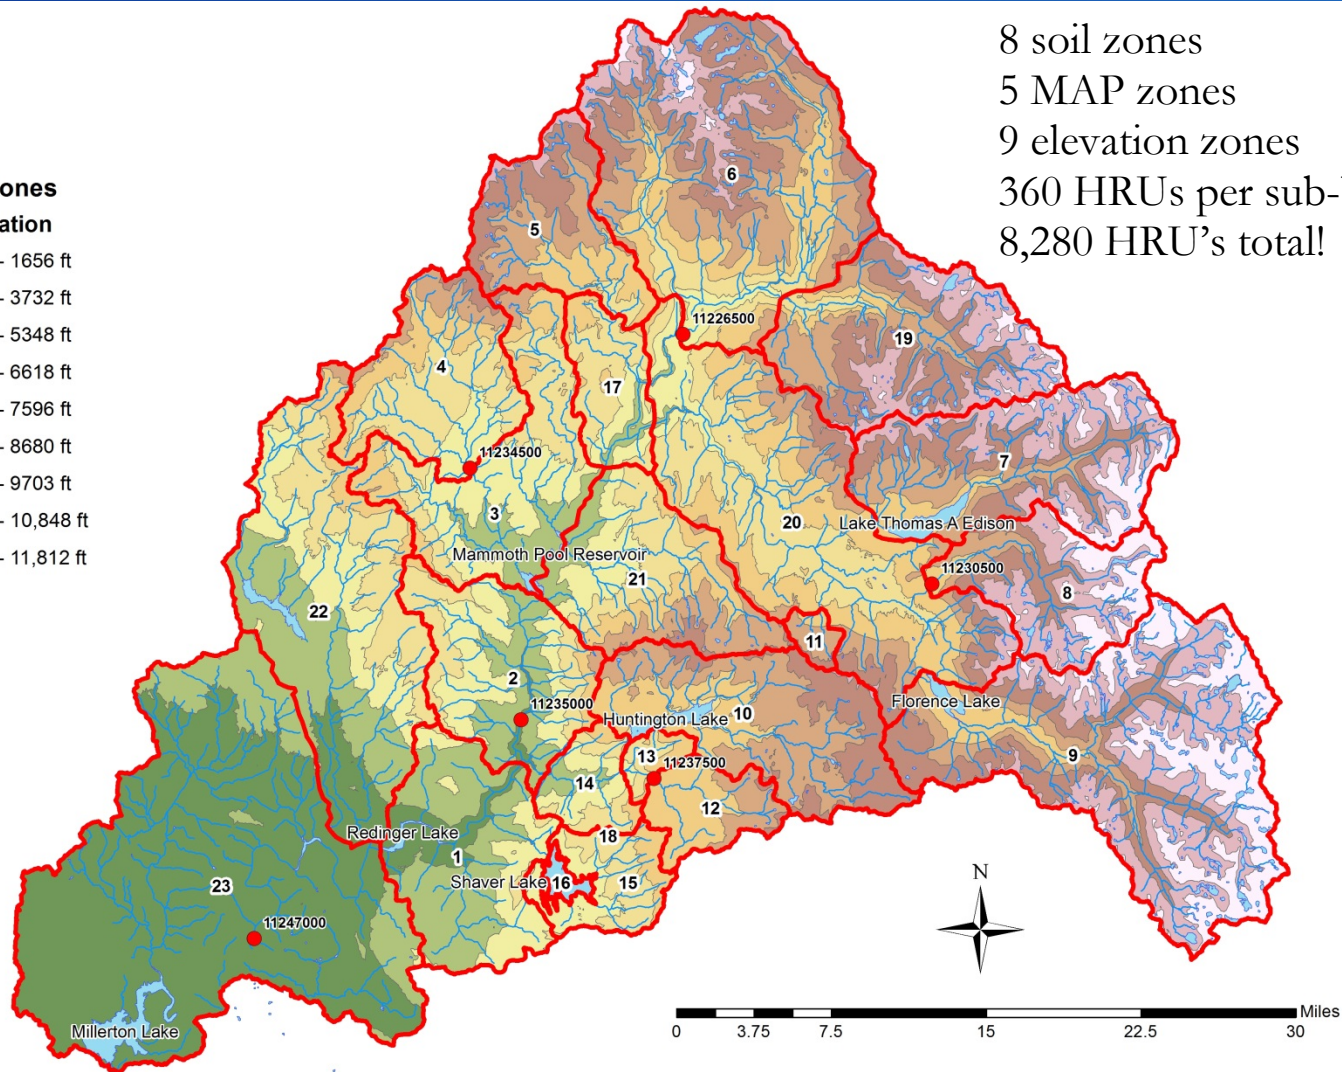 8 soil zones
5 MAP zones
9 elevation zones
360 HRUs per sub-
8,280 HRU's total!
ones
ation
- 1656 ft
- 3732 ft
- 5348 ft
- 6618 ft
- 7596 ft
- 8680 ft
- 9703 ft
- 10,848 ft
- 11,812 ft
6
5
11226500
19
4
17
11234500
7
3
20
Lake Thomas A Edison
Mammoth Pool Reservoir
11230500
21
8
22
11
2
Florence Lake
11235000
10
Huntington Lake
13
9
11237500
14
12
Redinger Lake
18
1
Shaver Lake
16
15
23
11247000
N
Millerton Lake
Miles
0
3.75
7.5
15
22.5
30